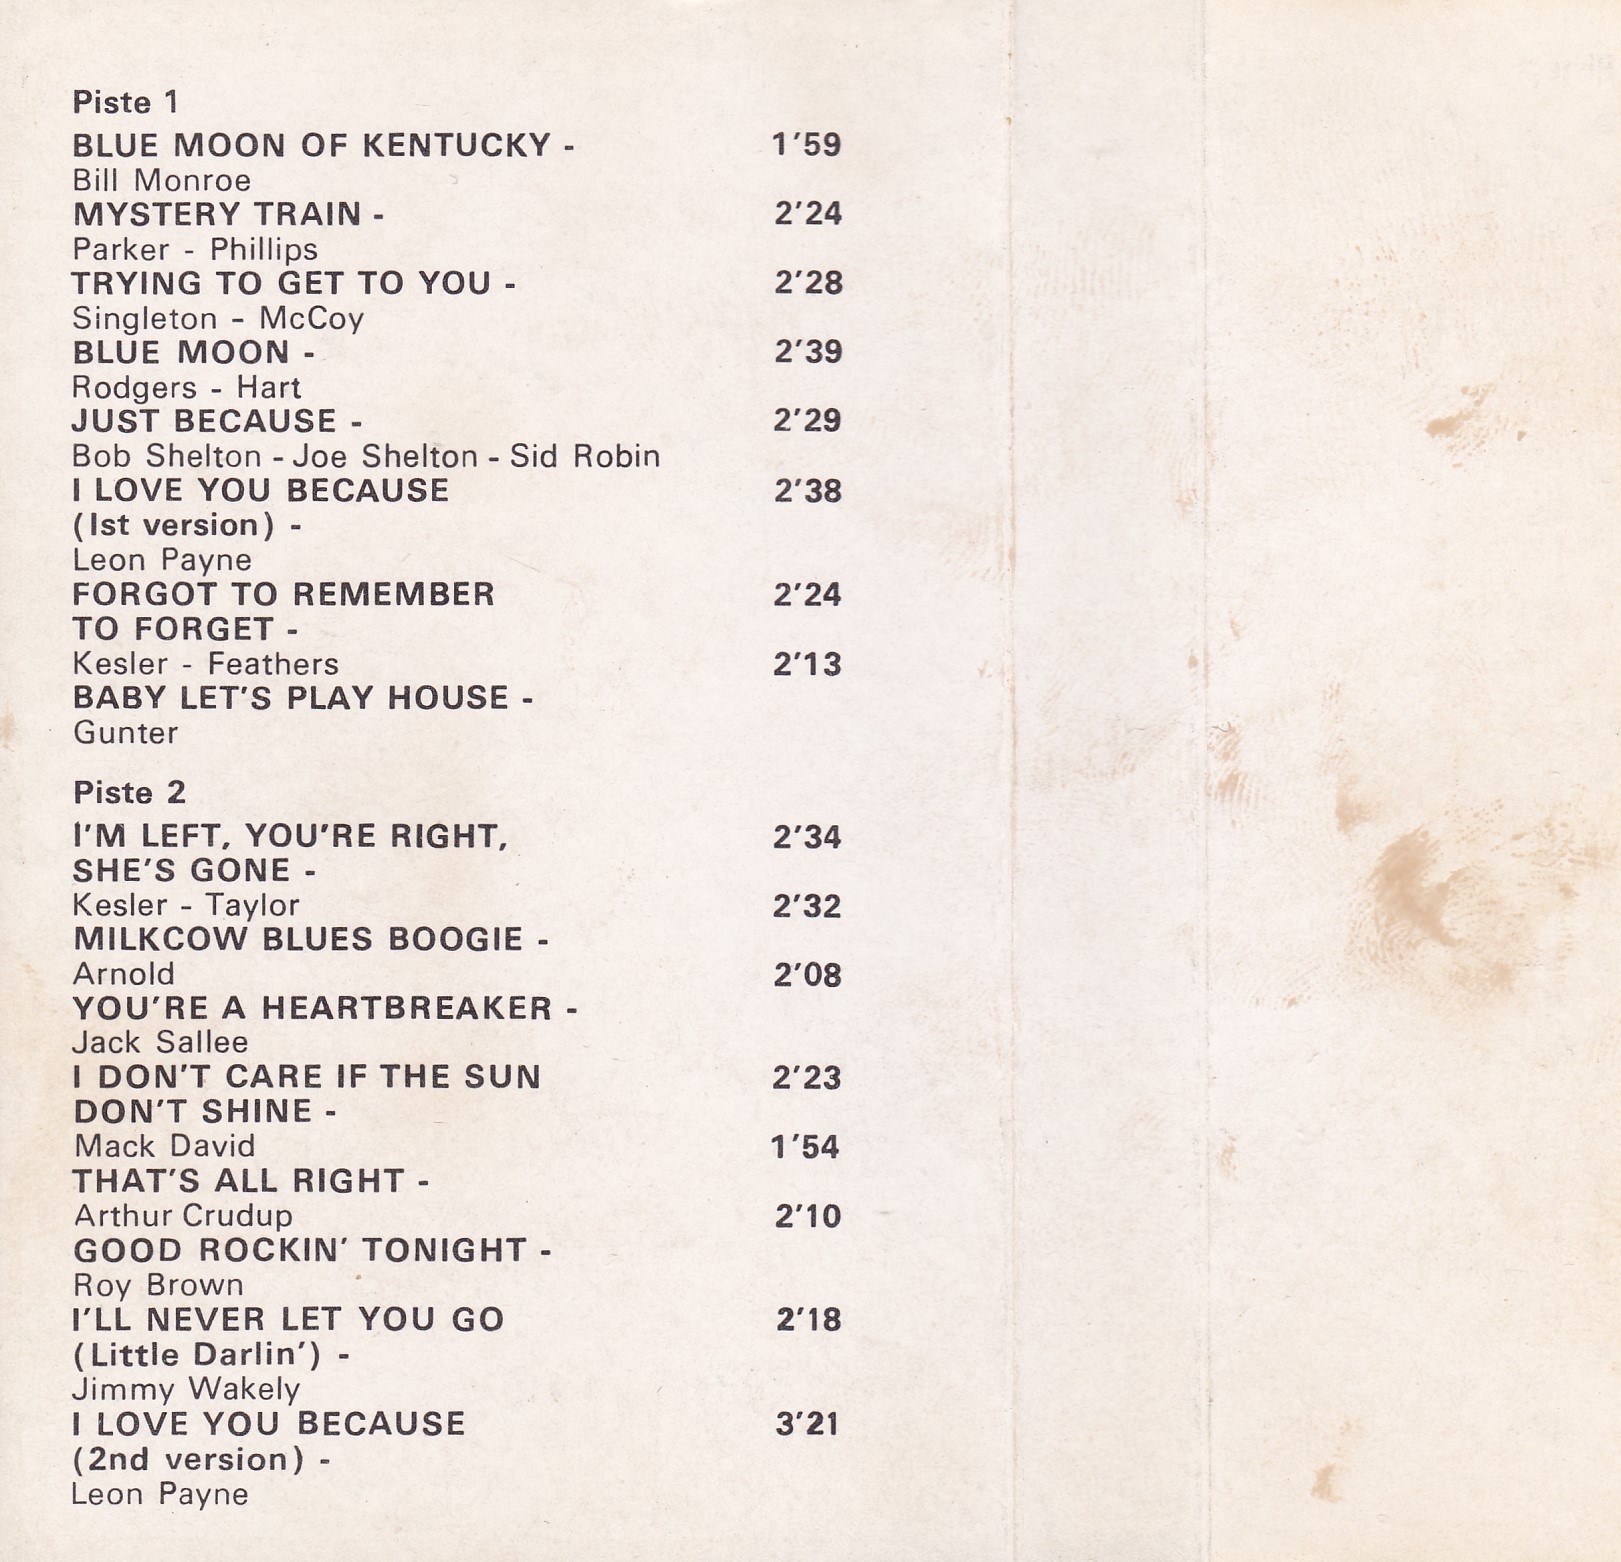 Piste 1
BLUE MOON OF KENTUCKY - 1'59
Bill Monroe
MYSTERY TRAIN - 2'24
Parker - Phillips
TRYING TO GET TO YOU - 2'28
Singleton - McCoy
BLUE MOON - 2'39
Rodgers - Hart
JUST BECAUSE - 2'29
Bob Shelton - Joe Shelton - Sid Robin
I LOVE YOU BECAUSE 2'38
(Ist version) -
Leon Payne
FORGOT TO REMEMBER 2'24
TO FORGET -
Kesler - Feathers 2'13
BABY LET'S PLAY HOUSE -
Gunter
Piste 2
I'M LEFT, YOU'RE RIGHT, 2'34
SHE'S GONE -
Kesler - Taylor 2'32
MILKCOW BLUES BOOGIE -
Arnold 2'08
YOU'RE A HEARTBREAKER -
Jack Sallee
I DON'T CARE IF THE SUN 2'23
DON'T SHINE -
Mack David 1'54
THAT'S ALL RIGHT -
Arthur Crudup 2'10
GOOD ROCKIN' TONIGHT -
Roy Brown
I'LL NEVER LET YOU GO 2'18
(Little Darlin') -
Jimmy Wakely
I LOVE YOU BECAUSE 3'21
(2nd version) -
Leon Payne